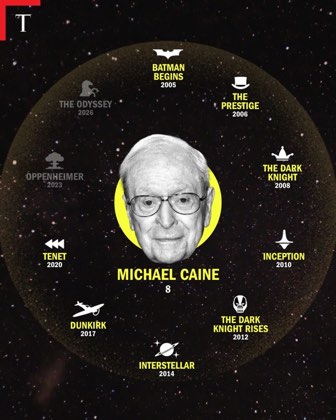 T
BATMAN
BEGINS
2005
THE
PRESTIGE
2006
THE DARK
KNIGHT
2008
INCEPTION
2010
THE DARK
KNIGHT RISES
2012
INTERSTELLAR
2014
DUNKIRK
2017
TENET
2020
OPPENHEIMER
2023
THE ODYSSEY
2026
MICHAEL CAINE
8